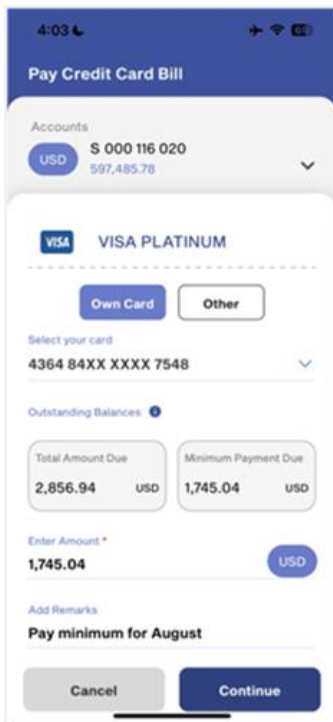 4:03
Pay Credit Card Bill
Accounts
USD
S 000 116 020
597,485.78
VISA VISA PLATINUM
Own Card Other
Select your card
4364 84XX XXXX 7548
Outstanding Balances
Total Amount Due Minimum Payment Due
2,856.94 USD 1,745.04 USD
Enter Amount *
1,745.04 USD
Add Remarks
Pay minimum for August
Cancel Continue